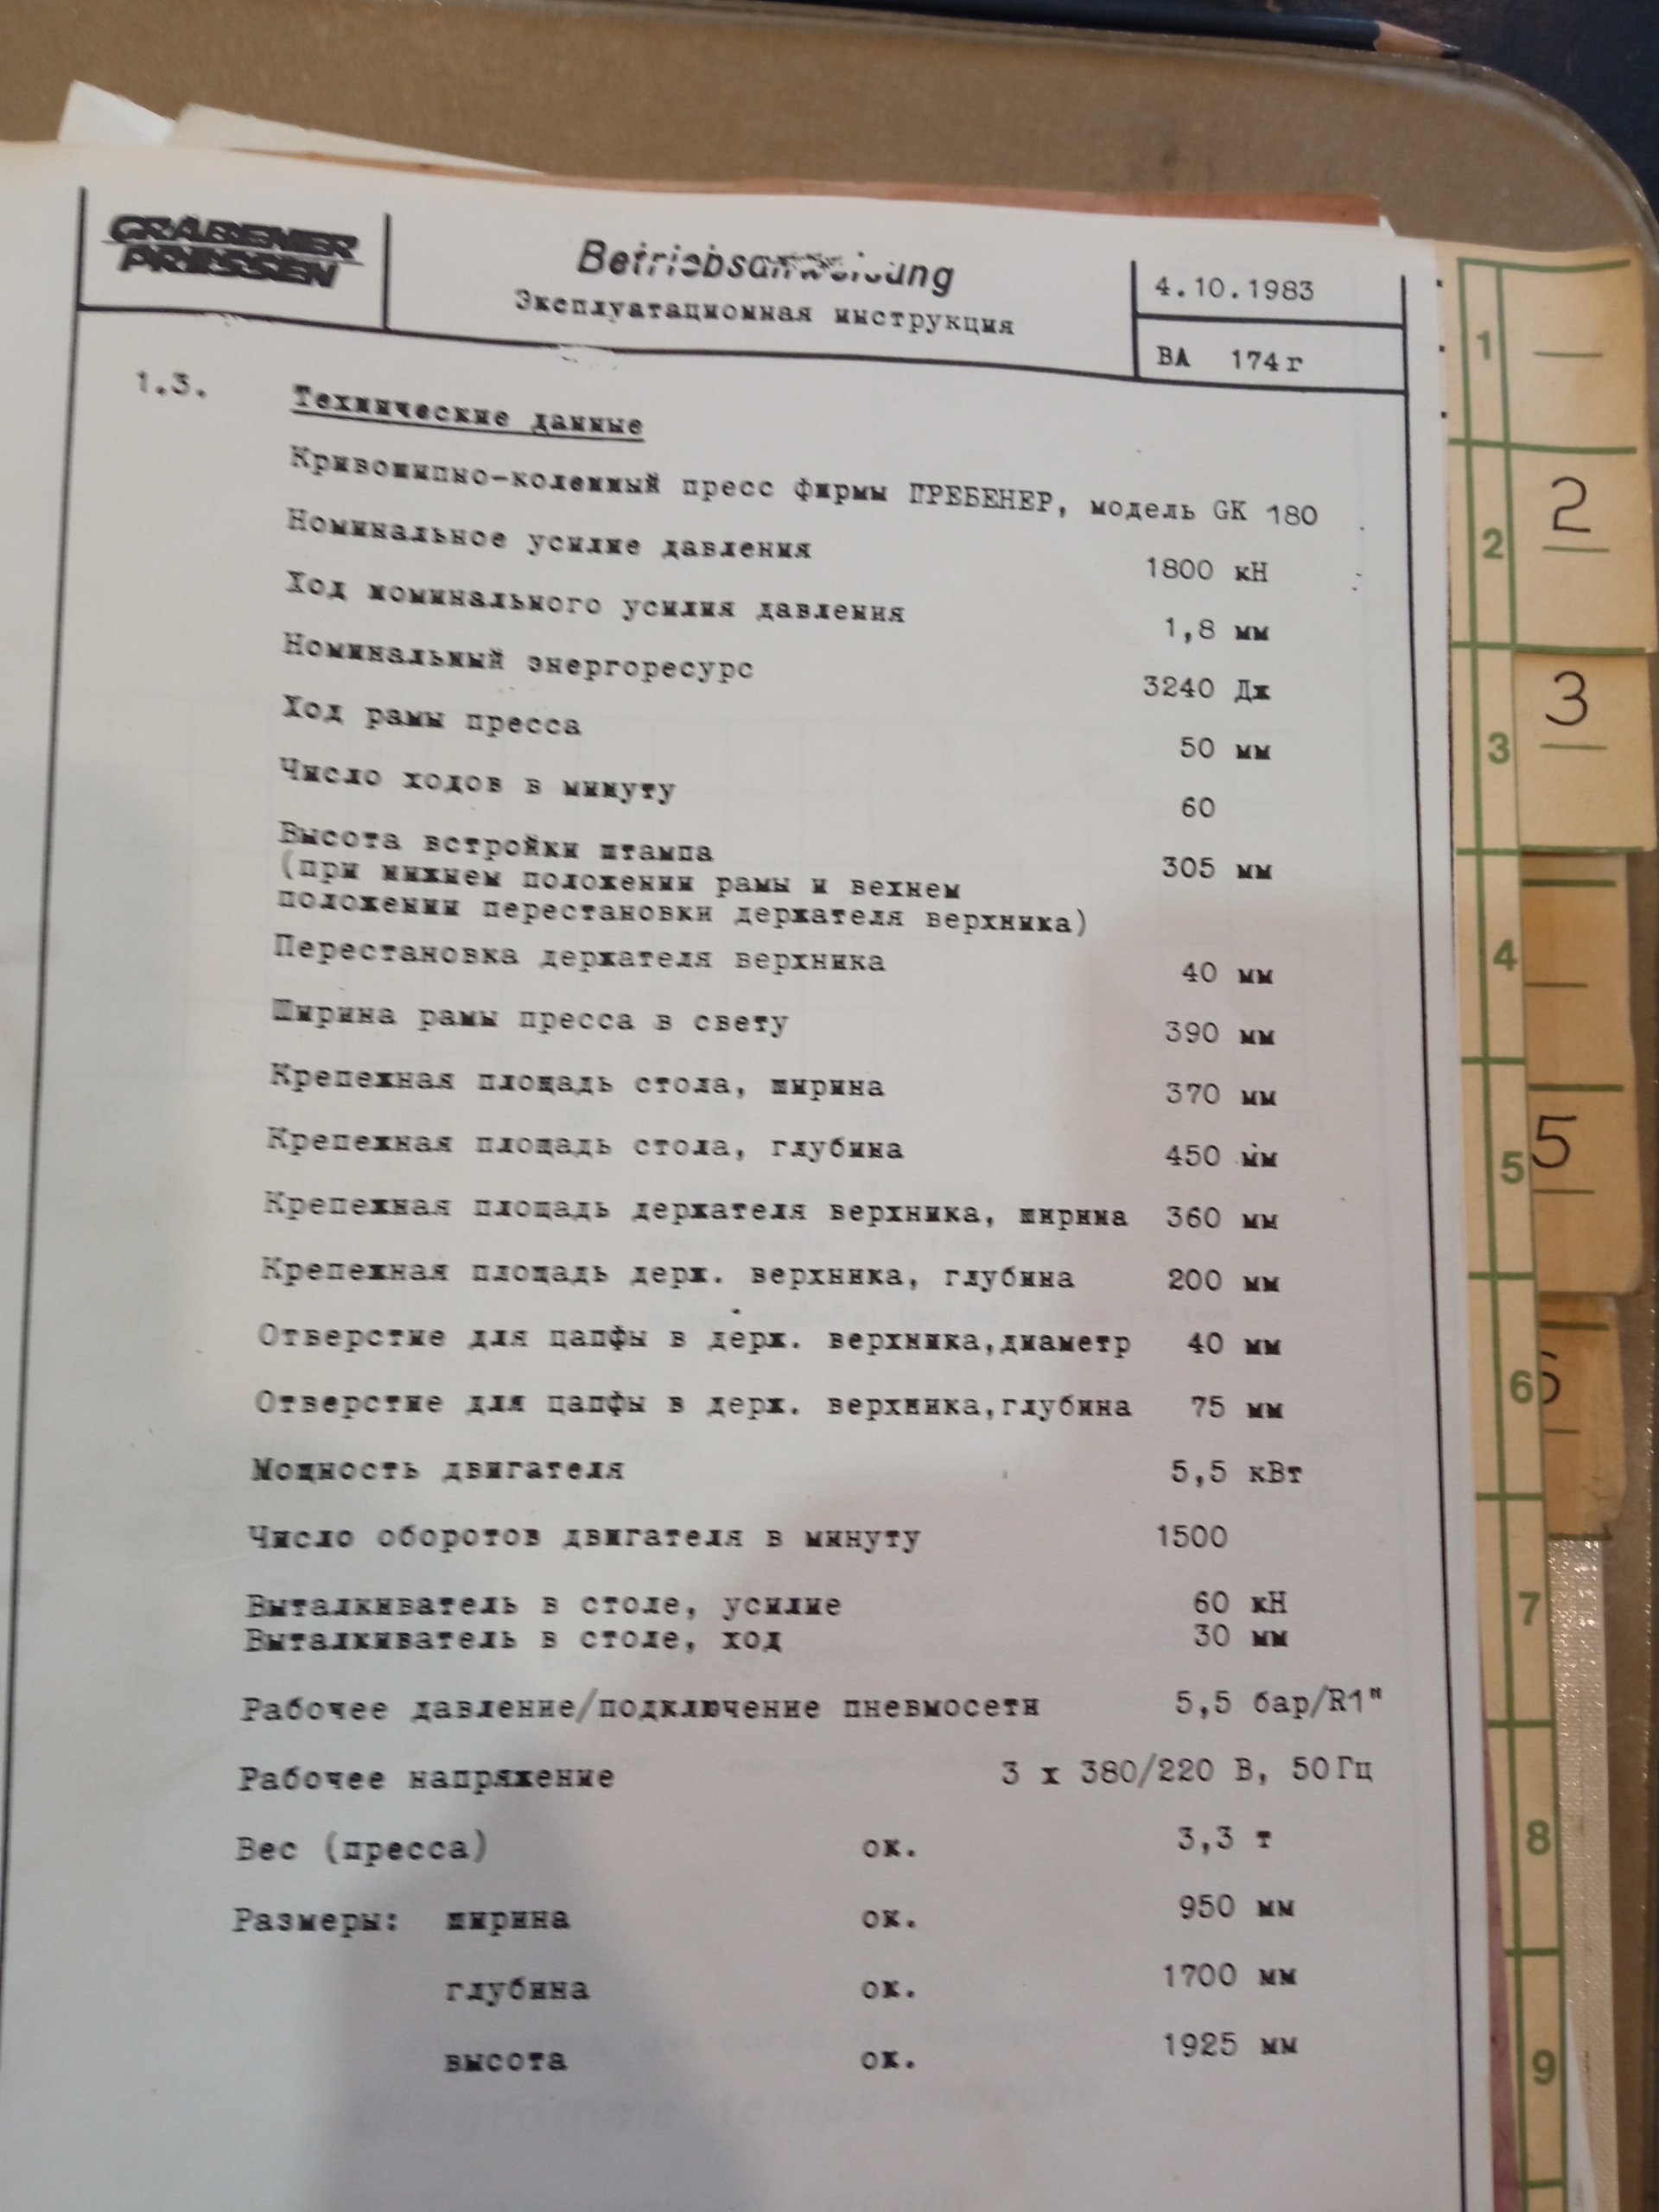 GRÄBENER
PRESSEN
Betriebsanweisung
Эксплуатационная инструкция
4.10.1983
BA 174г
1.3. Технические данные
Кривошипно-коленный пресс фирмы ГРЕБЕНЕР, модель GK 180
Номинальное усилие давления 1800 кН
Ход номинального усилия давления 1,8 мм
Номинальный энергоресурс 3240 Дж
Ход рамы пресса 50 мм
Число ходов в минуту 60
Высота встройки штампа 305 мм
(при нижнем положении рамы и вехнем
положении перестановки держателя верхника)
Перестановка держателя верхника 40 мм
Ширина рамы пресса в свету 390 мм
Крепежная площадь стола, ширина 370 мм
Крепежная площадь стола, глубина 450 мм
Крепежная площадь держателя верхника, ширина 360 мм
Крепежная площадь держ. верхника, глубина 200 мм
Отверстие для цапфы в держ. верхника,диаметр 40 мм
Отверстие для цапфы в держ. верхника,глубина 75 мм
Мощность двигателя 5,5 кВт
Число оборотов двигателя в минуту 1500
Выталкиватель в столе, усилие 60 кН
Выталкиватель в столе, ход 30 мм
Рабочее давление/подключение пневмосети 5,5 бар/R1"
Рабочее напряжение 3 x 380/220 В, 50Гц
Вес (пресса) ок. 3,3 т
Размеры: ширина ок. 950 мм
глубина ок. 1700 мм
высота ок. 1925 мм
1
2 2
3 3
4
5 5
6 6
7
8
9